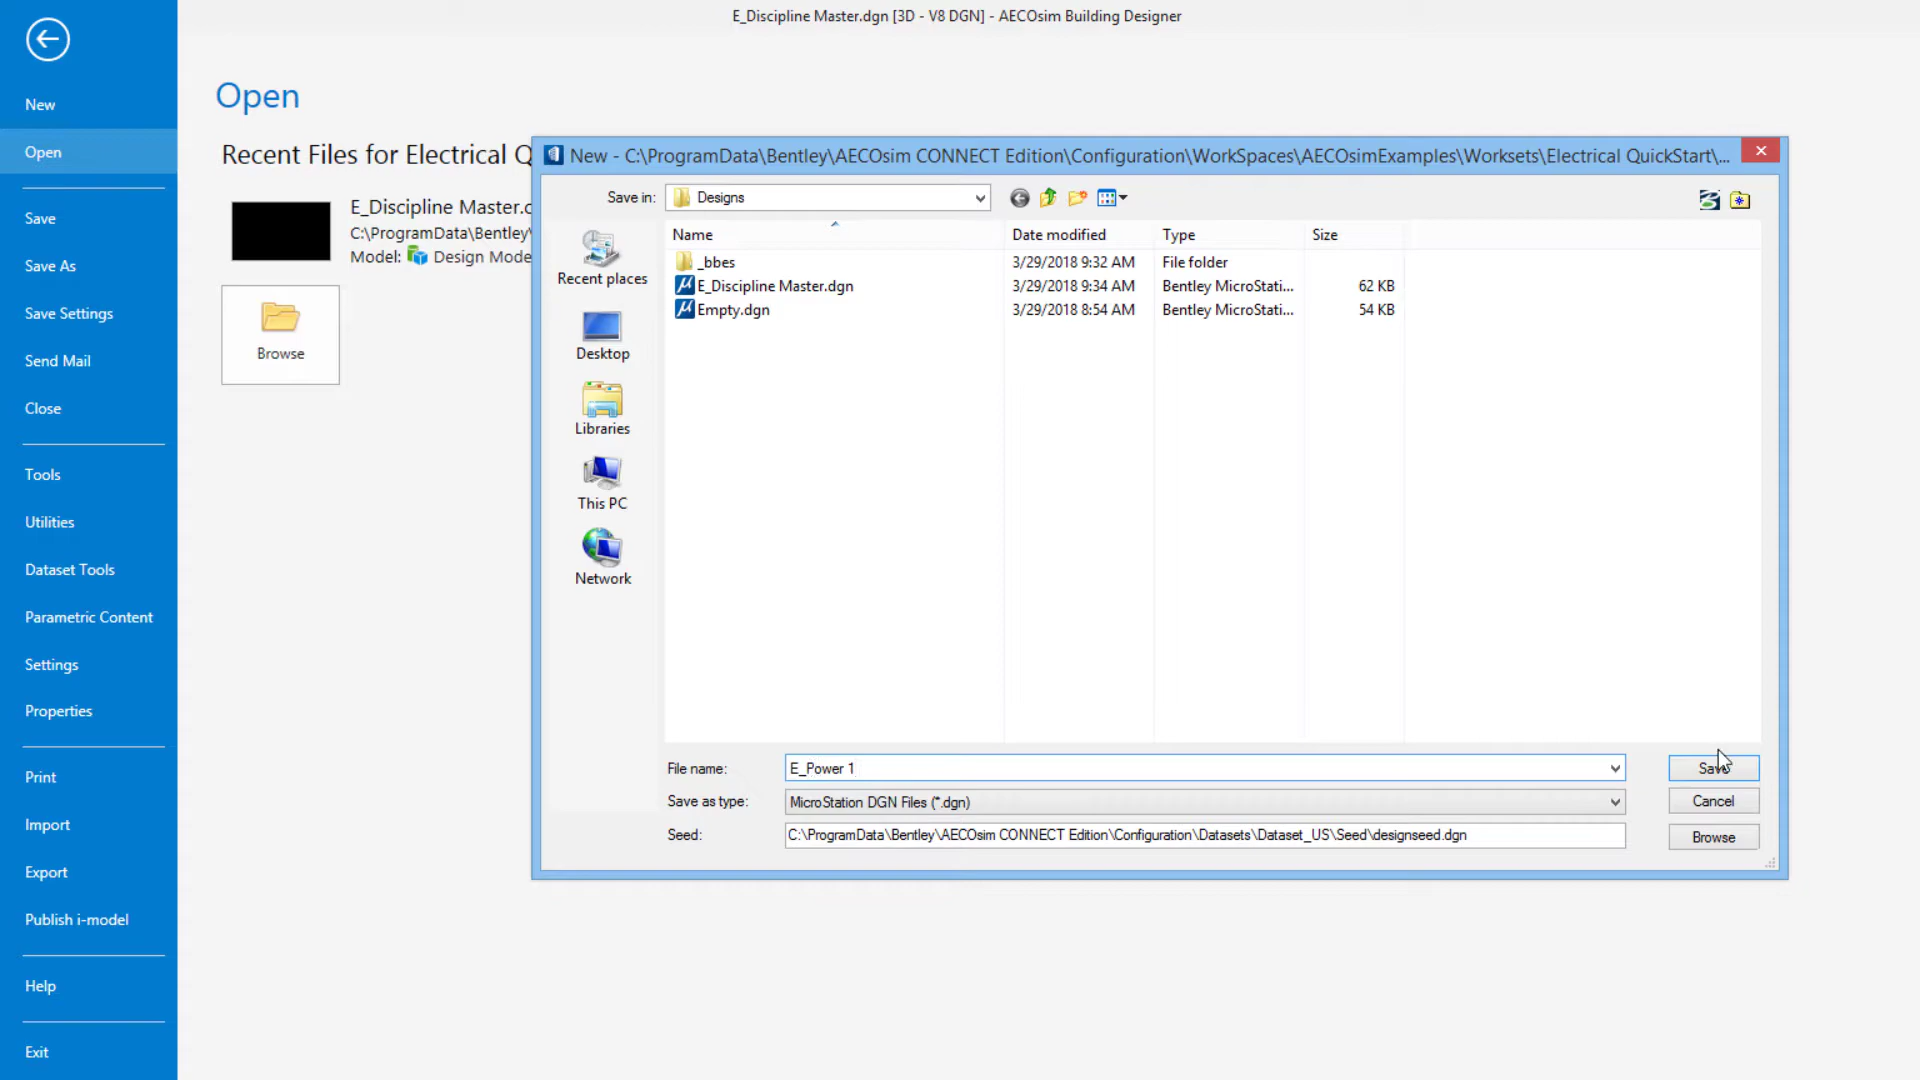 E_Discipline Master.dgn [3D - V8 DGN] - AECOsim Building Designer
New
Open
Save
Save As
Save Settings
Send Mail
Close
Tools
Utilities
Dataset Tools
Parametric Content
Settings
Properties
Print
Import
Export
Publish i-model
Help
Exit
Open
Recent Files for Electrical Q
E_Discipline Master.d
C:\ProgramData\Bentley\
Model: Design Mode
Browse
New - C:\ProgramData\Bentley\AECOsim CONNECT Edition\Configuration\WorkSpaces\AECOsimExamples\Worksets\Electrical QuickStart\...
Save in: Designs
Recent places
Desktop
Libraries
This PC
Network
Name Date modified Type Size
_bbes 3/29/2018 9:32 AM File folder
E_Discipline Master.dgn 3/29/2018 9:34 AM Bentley MicroStati... 62 KB
Empty.dgn 3/29/2018 8:54 AM Bentley MicroStati... 54 KB
File name: E_Power 1 Save
Save as type: MicroStation DGN Files (*.dgn) Cancel
Seed: C:\ProgramData\Bentley\AECOsim CONNECT Edition\Configuration\Datasets\Dataset_US\Seed\designseed.dgn Browse